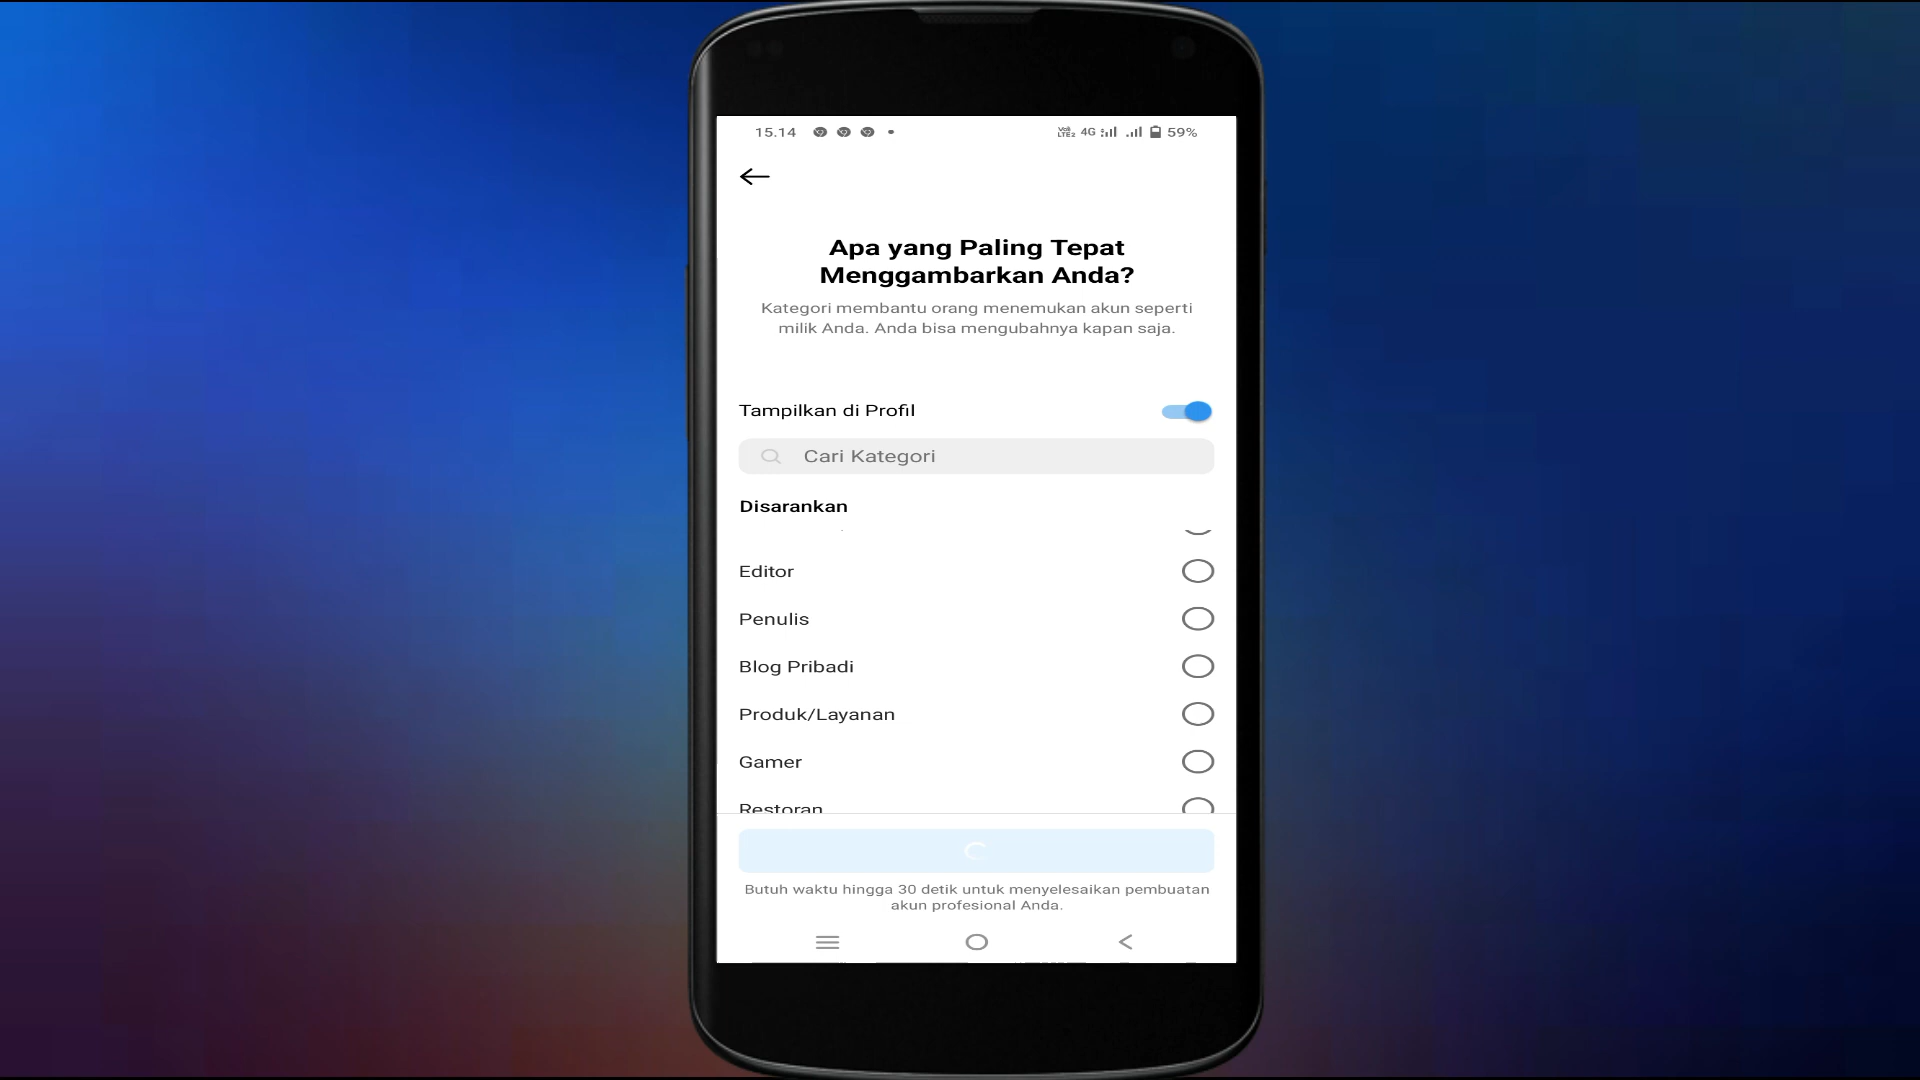 15.14 4G 59%
Apa yang Paling Tepat
Menggambarkan Anda?
Kategori membantu orang menemukan akun seperti
milik Anda. Anda bisa mengubahnya kapan saja.
Tampilkan di Profil
Cari Kategori
Disarankan
Editor
Penulis
Blog Pribadi
Produk/Layanan
Gamer
Restoran
Butuh waktu hingga 30 detik untuk menyelesaikan pembuatan
akun profesional Anda.